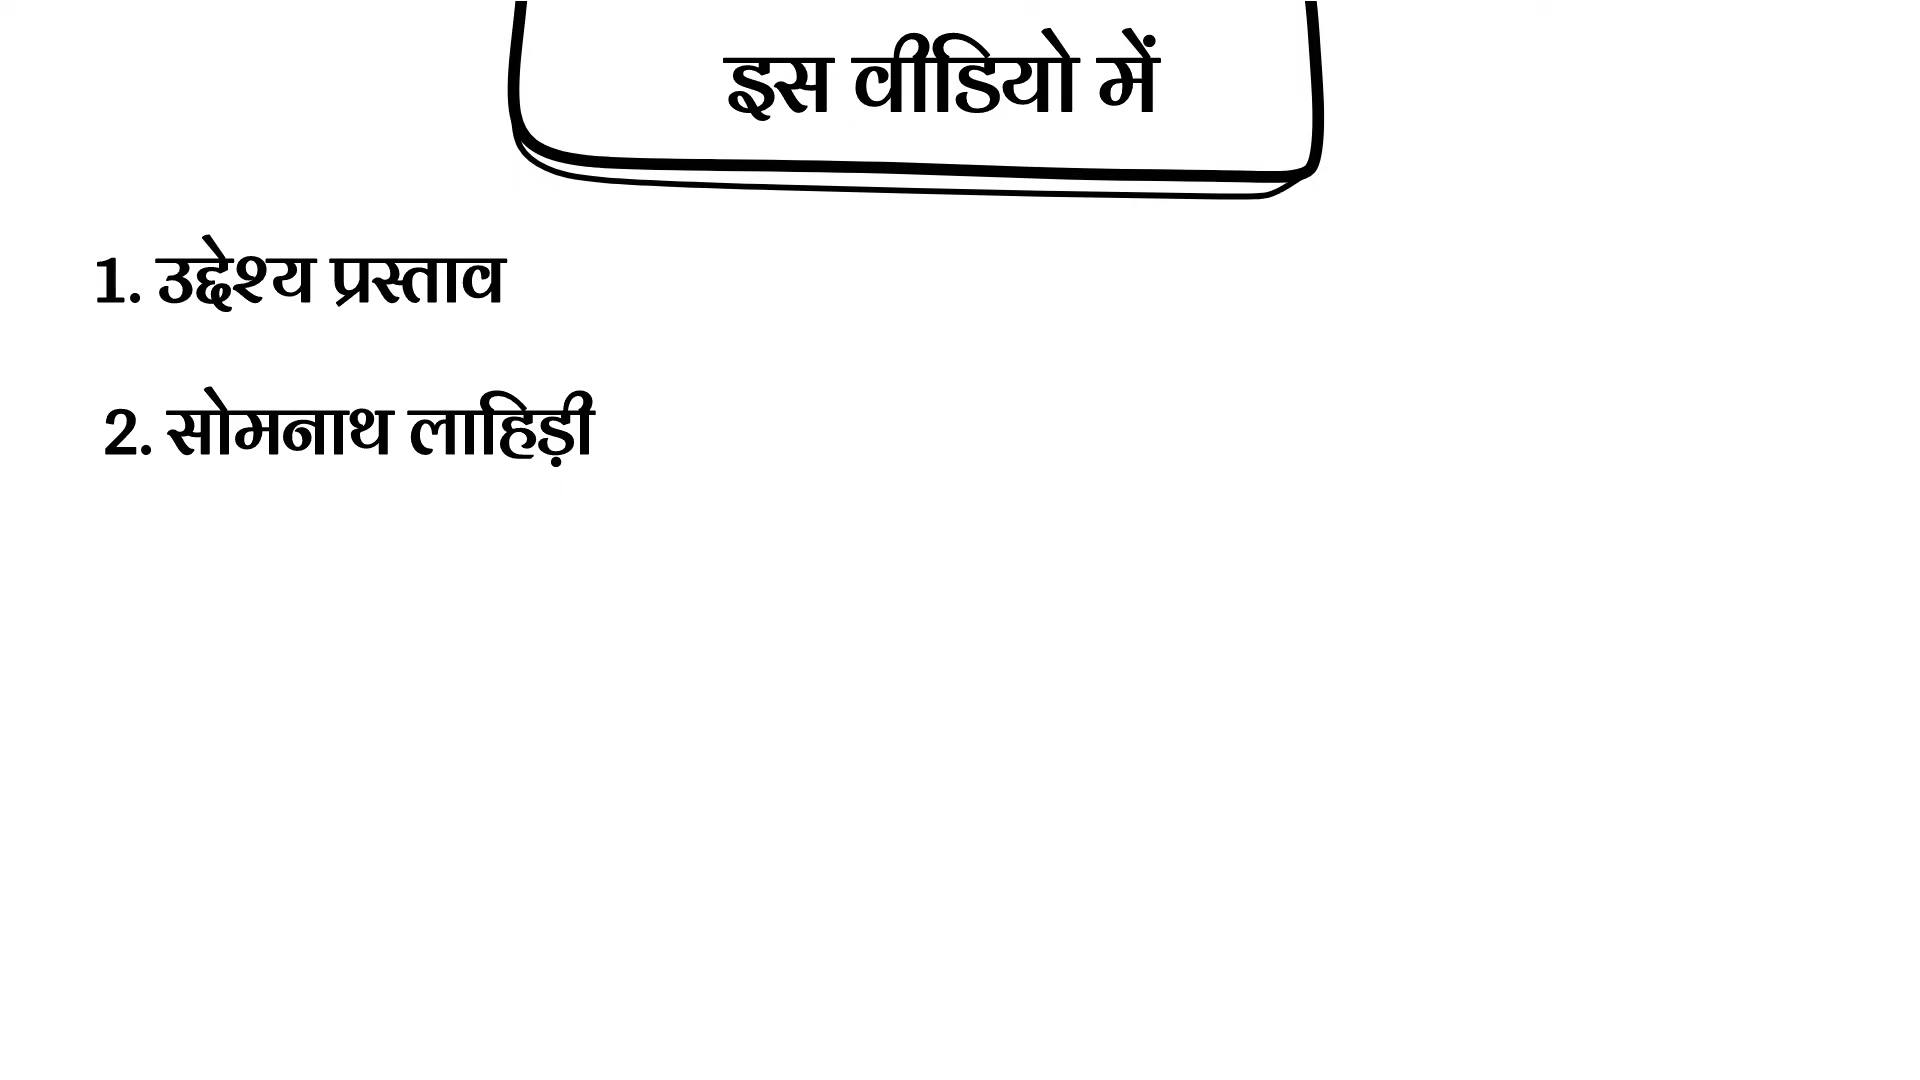 इस वीडियो में
1. उद्देश्य प्रस्ताव
2. सोमनाथ लाहिड़ी